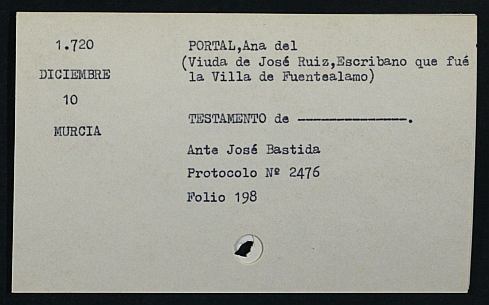 1.720
DICIEMBRE
10
MURCIA
PORTAL,Ana del
(Viuda de José Ruiz,Escribano que fué
la Villa de Fuentealamo)
TESTAMENTO de ---------------.
Ante José Bastida
Protocolo Nº 2476
Folio 198